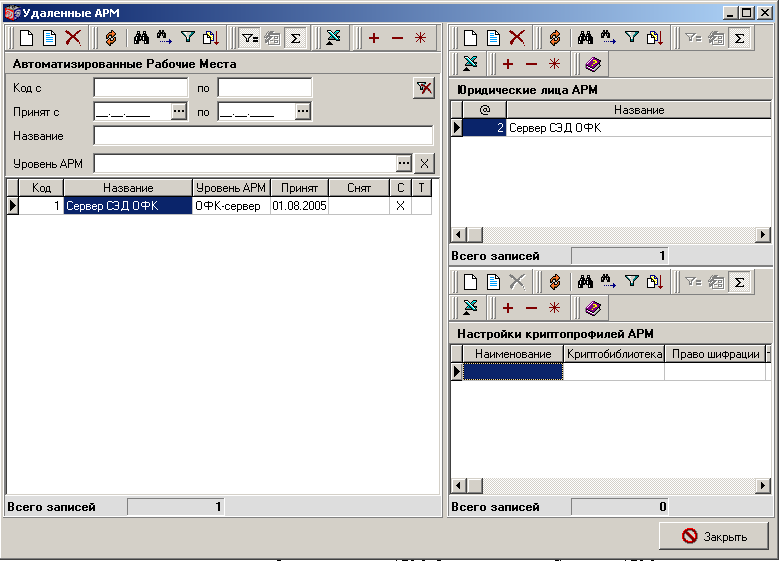 Удаленные АРМ
Автоматизированные Рабочие Места
Код с
по
Принят с
__.__.____
...
по
__.__.____
...
Название
Уровень АРМ
...
X
Код
Название
Уровень АРМ
Принят
Снят
С
Т
1
Сервер СЭД ОФК
ОФК-сервер
01.08.2005
X
Всего записей
1
Юридические лица АРМ
@
Название
2
Сервер СЭД ОФК
Всего записей
1
Настройки криптопрофилей АРМ
Наименование
Криптобиблиотека
Право шифрации
Всего записей
0
Закрыть